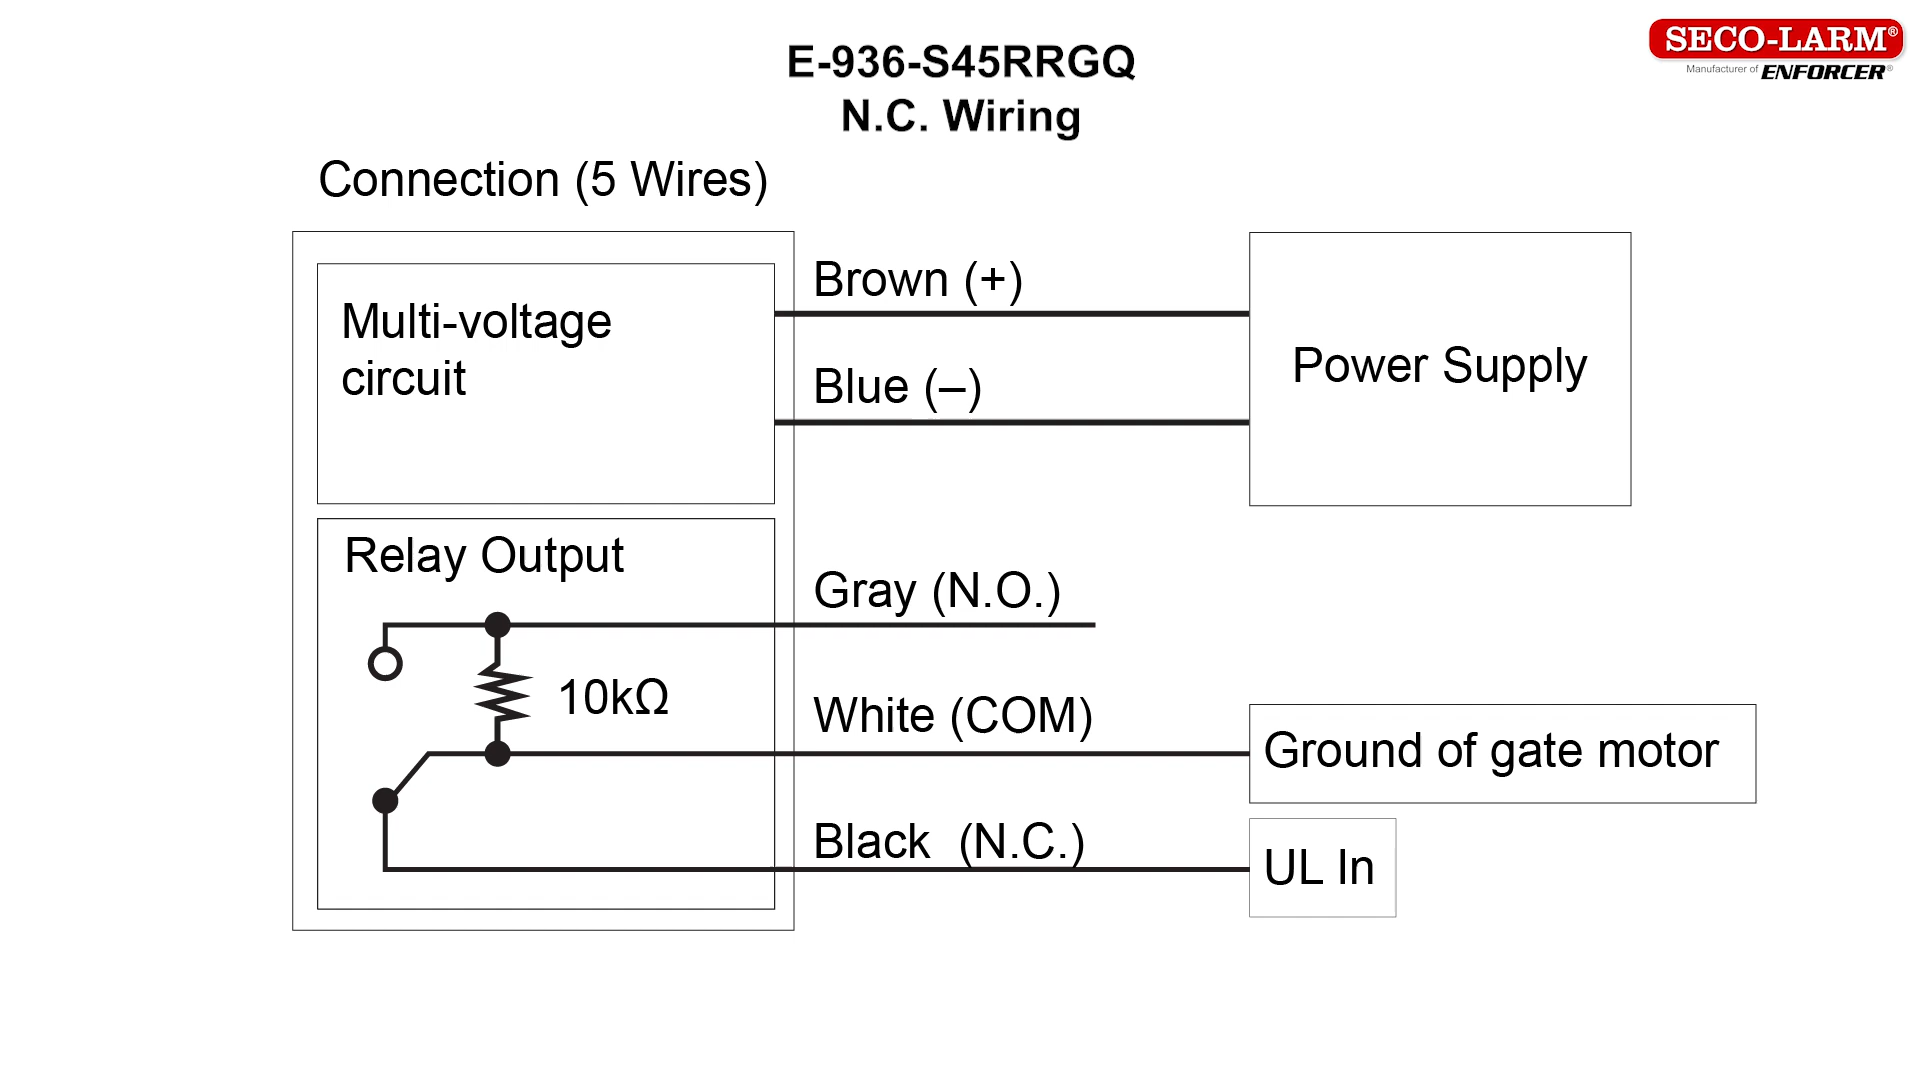 SECO-LARM®
Manufacturer of ENFORCER®
E-936-S45RRGQ
N.C. Wiring
Connection (5 Wires)
Multi-voltage
circuit
Brown (+)
Blue (–)
Power Supply
Relay Output
10kΩ
Gray (N.O.)
White (COM)
Ground of gate motor
Black (N.C.)
UL In